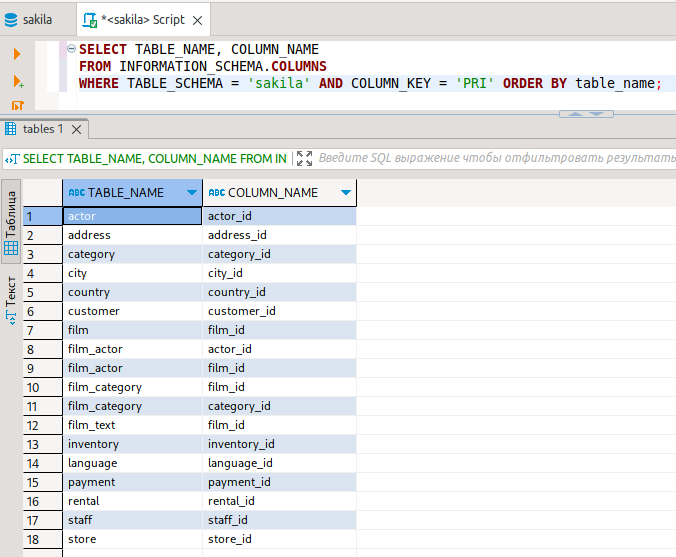 sakila
*<sakila> Script
SELECT TABLE_NAME, COLUMN_NAME
FROM INFORMATION_SCHEMA.COLUMNS
WHERE TABLE_SCHEMA = 'sakila' AND COLUMN_KEY = 'PRI' ORDER BY table_name;
tables 1
SELECT TABLE_NAME, COLUMN_NAME FROM IN
Введите SQL выражение чтобы отфильтровать результаты
Таблица
Текст
ABC TABLE_NAME ABC COLUMN_NAME
1 actor actor_id
2 address address_id
3 category category_id
4 city city_id
5 country country_id
6 customer customer_id
7 film film_id
8 film_actor actor_id
9 film_actor film_id
10 film_category film_id
11 film_category category_id
12 film_text film_id
13 inventory inventory_id
14 language language_id
15 payment payment_id
16 rental rental_id
17 staff staff_id
18 store store_id